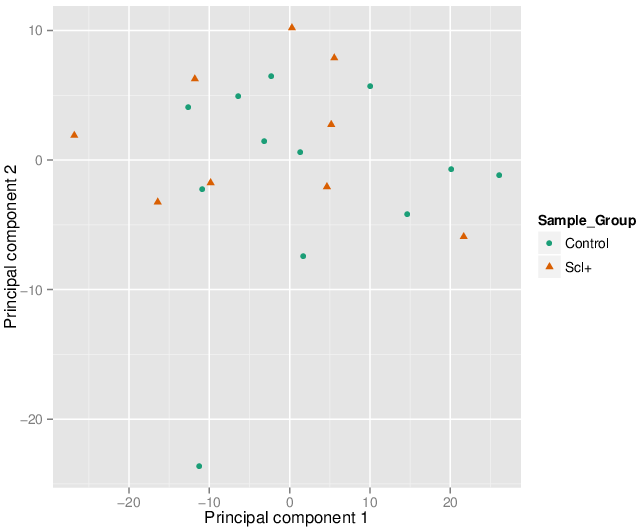 10
0
−10
−20
Principal component 2
−20
−10
0
10
20
Principal component 1
Sample_Group
Control
Scl+